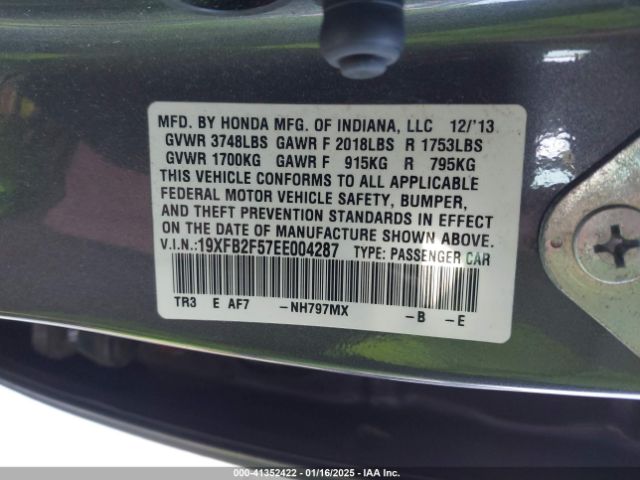 MFD. BY HONDA MFG. OF INDIANA, LLC 12/'13
GVWR 3748LBS GAWR F 2018LBS R 1753LBS
GVWR 1700KG GAWR F 915KG R 795KG
THIS VEHICLE CONFORMS TO ALL APPLICABLE
FEDERAL MOTOR VEHICLE SAFETY, BUMPER,
AND THEFT PREVENTION STANDARDS IN EFFECT
ON THE DATE OF MANUFACTURE SHOWN ABOVE.
V.I.N.:19XFB2F57EE004287 TYPE: PASSENGER CAR
TR3 E AF7 -NH797MX -B -E
000-41352422 - 01/16/2025 - IAA Inc.